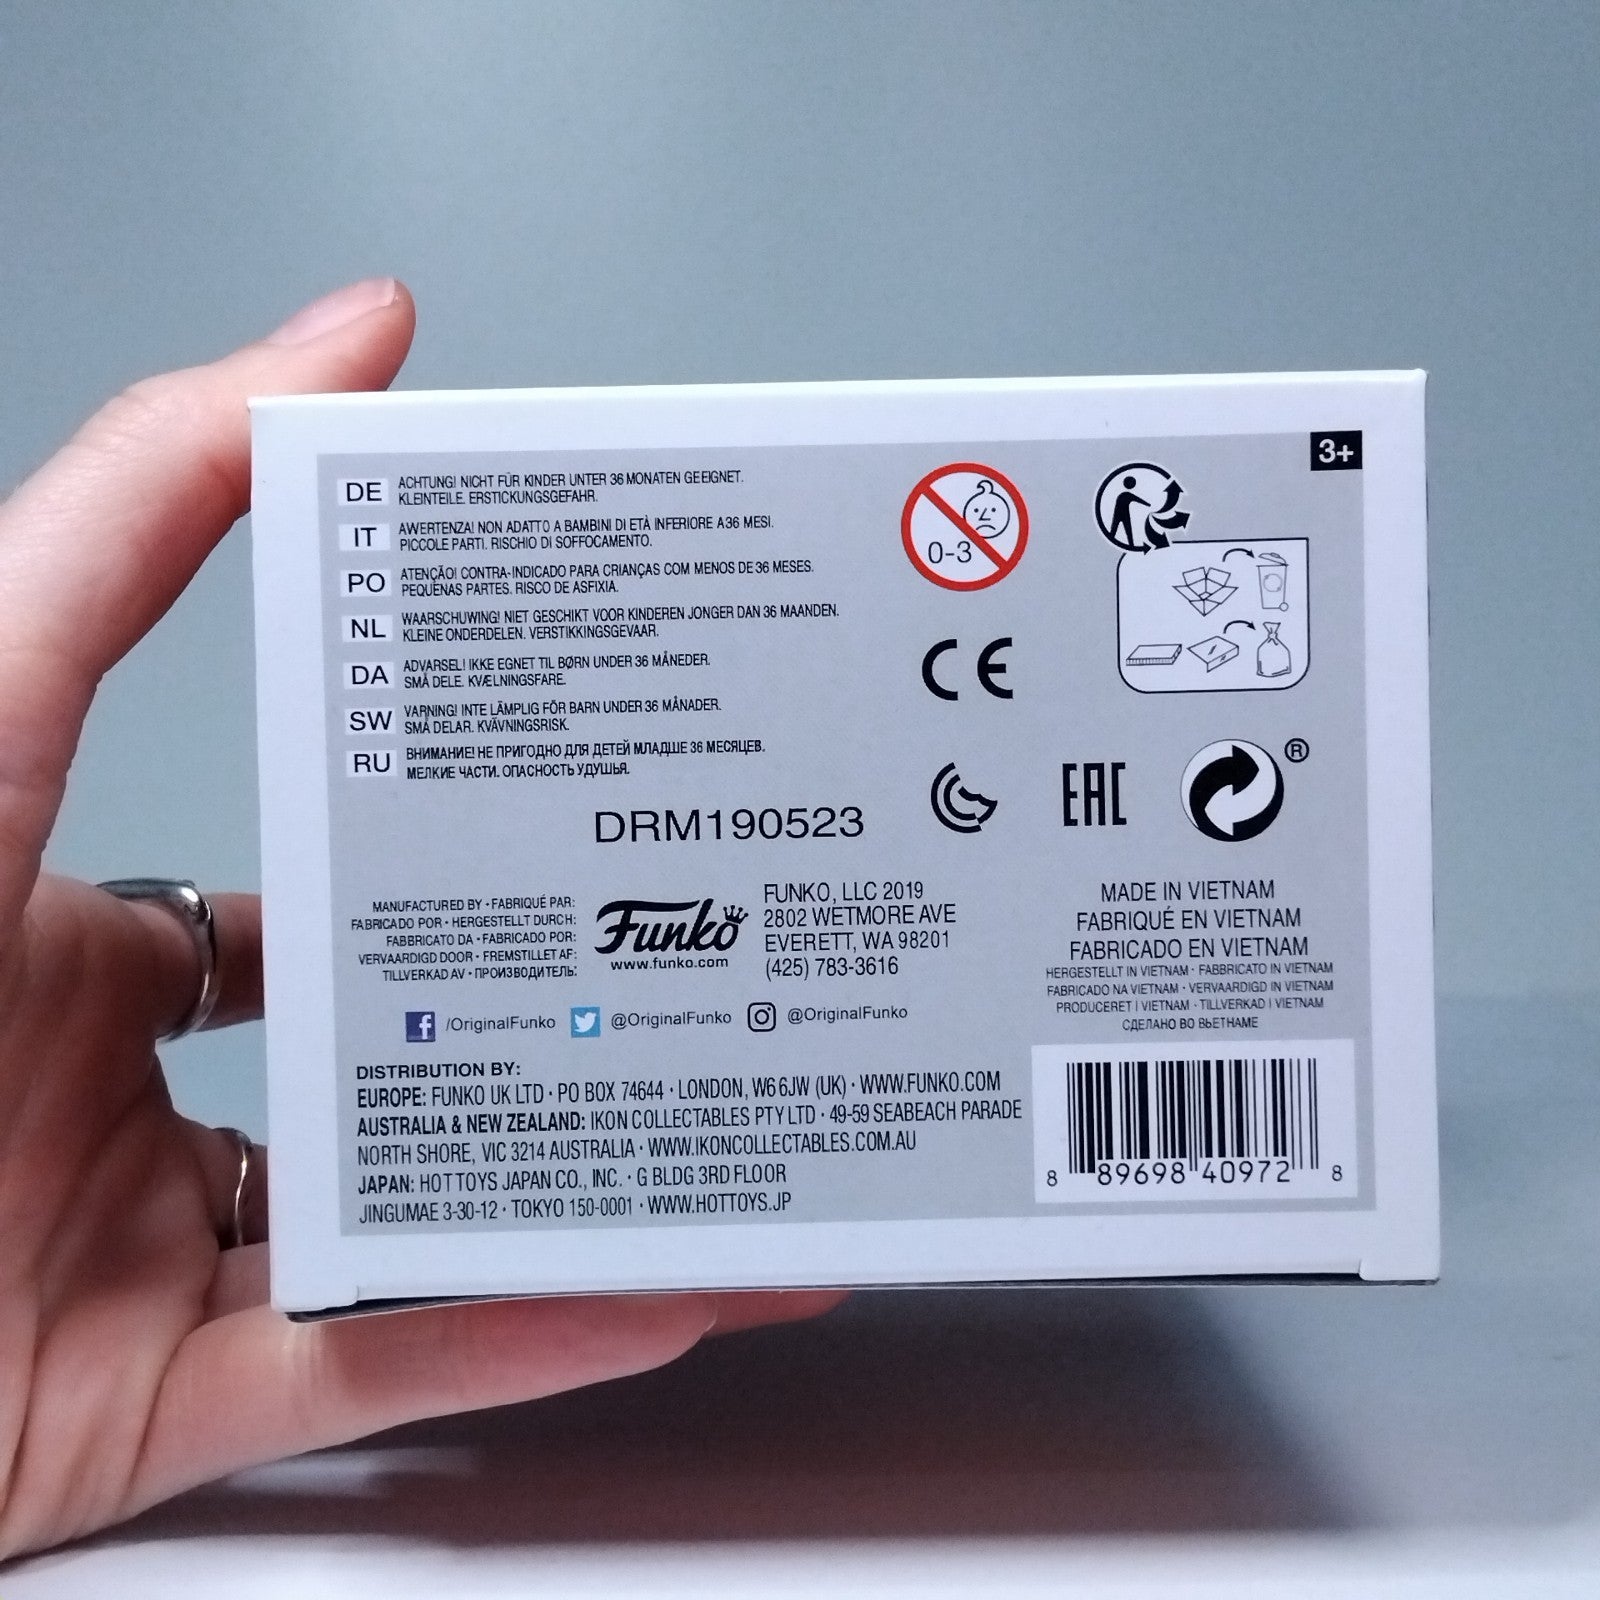 3+
DE
ACHTUNG! NICHT FÜR KINDER UNTER 36 MONATEN GEEIGNET.
KLEINTEILE. ERSTICKUNGSGEFAHR.
IT
AWERTENZA! NON ADATTO A BAMBINI DI ETÀ INFERIORE A36 MESI.
PICCOLE PARTI. RISCHIO DI SOFFOCAMENTO.
PO
ATENÇÃO! CONTRA-INDICADO PARA CRIANÇAS COM MENOS DE 36 MESES.
PEQUENAS PARTES. RISCO DE ASFIXIA.
NL
WAARSCHUWING! NIET GESCHIKT VOOR KINDEREN JONGER DAN 36 MAANDEN.
KLEINE ONDERDELEN. VERSTIKKINGSGEVAAR.
DA
ADVARSEL! IKKE EGNET TIL BØRN UNDER 36 MÅNEDER.
SMÅ DELE. KVÆLNINGSFARE.
SW
VARNING! INTE LÄMPLIG FÖR BARN UNDER 36 MÅNADER.
SMÅ DELAR. KVÄVNINGSRISK.
RU
ВНИМАНИЕ! НЕ ПРИГОДНО ДЛЯ ДЕТЕЙ МЛАДШЕ 36 МЕСЯЦЕВ.
МЕЛКИЕ ЧАСТИ. ОПАСНОСТЬ УДУШЬЯ.
0-3
CE
EAC
®
DRM190523
MANUFACTURED BY · FABRIQUÉ PAR:
FABRICADO POR · HERGESTELLT DURCH:
FABBRICATO DA · FABRICADO POR:
VERVAARDIGD DOOR · FREMSTILLET AF:
TILLVERKAD AV · ПРОИЗВОДИТЕЛЬ:
Funko
www.funko.com
FUNKO, LLC 2019
2802 WETMORE AVE
EVERETT, WA 98201
(425) 783-3616
MADE IN VIETNAM
FABRIQUÉ EN VIETNAM
FABRICADO EN VIETNAM
HERGESTELLT IN VIETNAM · FABBRICATO IN VIETNAM
FABRICADO NA VIETNAM · VERVAARDIGD IN VIETNAM
PRODUCERET I VIETNAM · TILLVERKAD I VIETNAM
СДЕЛАНО ВО ВЬЕТНАМЕ
f /OriginalFunko @OriginalFunko @OriginalFunko
DISTRIBUTION BY:
EUROPE: FUNKO UK LTD · PO BOX 74644 · LONDON, W6 6JW (UK) · WWW.FUNKO.COM
AUSTRALIA & NEW ZEALAND: IKON COLLECTABLES PTY LTD · 49-59 SEABEACH PARADE
NORTH SHORE, VIC 3214 AUSTRALIA · WWW.IKONCOLLECTABLES.COM.AU
JAPAN: HOT TOYS JAPAN CO., INC. · G BLDG 3RD FLOOR
JINGUMAE 3-30-12 · TOKYO 150-0001 · WWW.HOTTOYS.JP
8 89698 40972 8